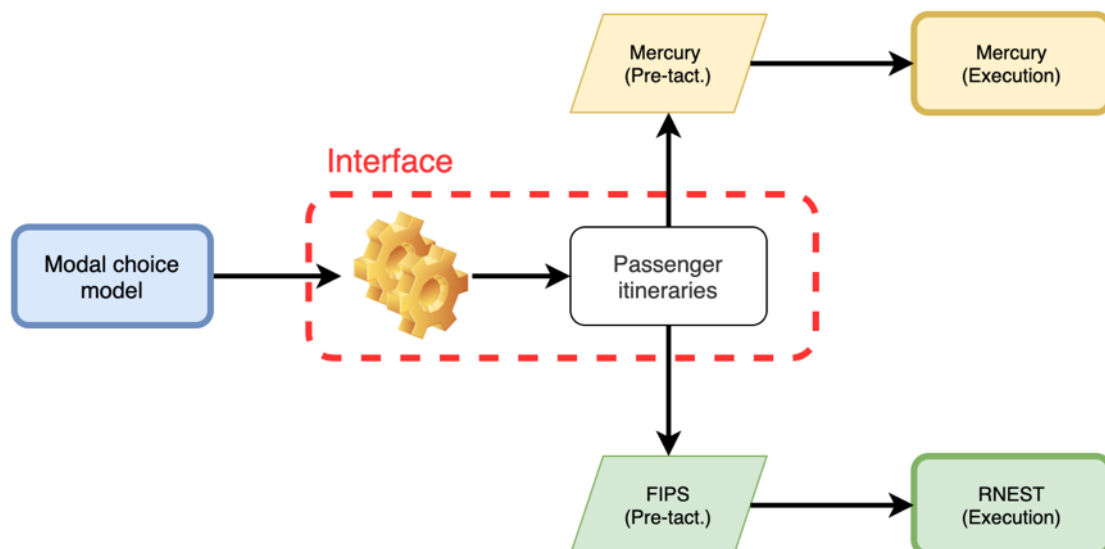 Mercury
(Pre-tact.)
Mercury
(Execution)
Interface
Modal choice
model
Passenger
itineraries
FIPS
(Pre-tact.)
RNEST
(Execution)